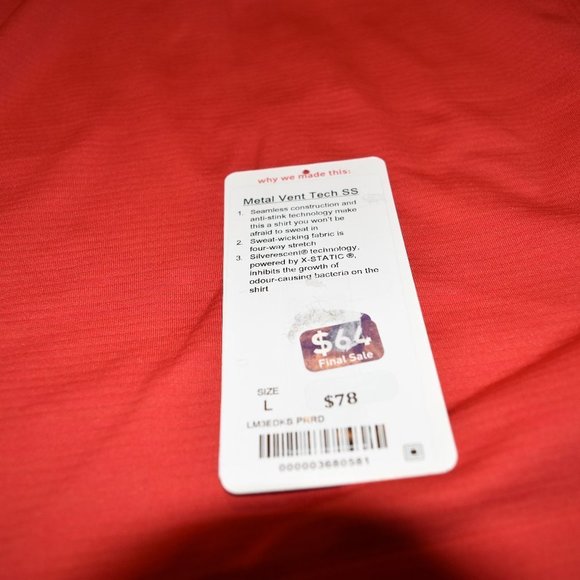 why we made this:
Metal Vent Tech SS
1. Seamless construction and
anti-stink technology make
this a shirt you won't be
afraid to sweat in
2. Sweat-wicking fabric is
four-way stretch
3. Silverescent® technology,
powered by X-STATIC ®,
inhibits the growth of
odour-causing bacteria on the
shirt
$64
Final Sale
SIZE
L
$78
LM3EDKS PRRD
000003680581